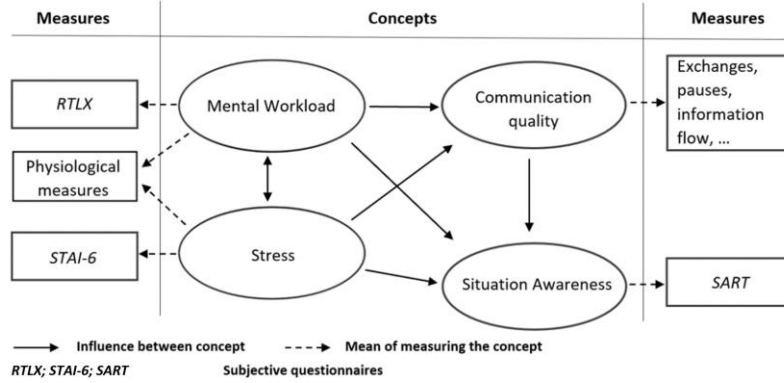 Measures
Concepts
Measures
RTLX
Mental Workload
Communication
quality
Exchanges,
pauses,
information
flow, ...
Physiological
measures
STAI-6
Stress
Situation Awareness
SART
Influence between concept
Mean of measuring the concept
RTLX; STAI-6; SART
Subjective questionnaires